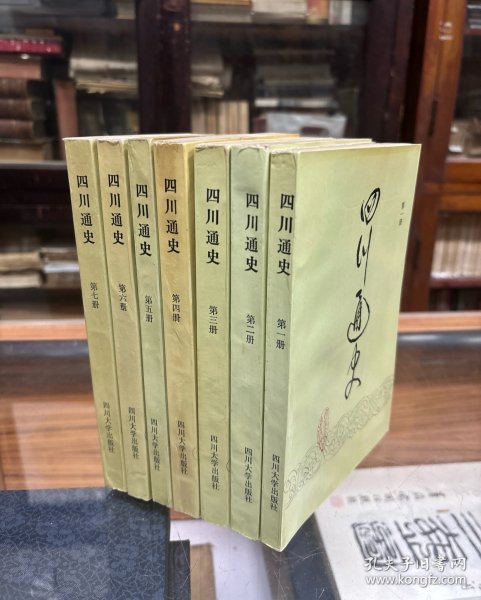 四川通史
第七册
四川大学出版社
四川通史
第六册
四川大学出版社
四川通史
第五册
四川大学出版社
四川通史
第四册
四川大学出版社
四川通史
第三册
四川大学出版社
四川通史
第二册
四川大学出版社
四川通史
第一册
四川大学出版社
第一册
四川通史
孔夫子旧书网
www.kongfz.com